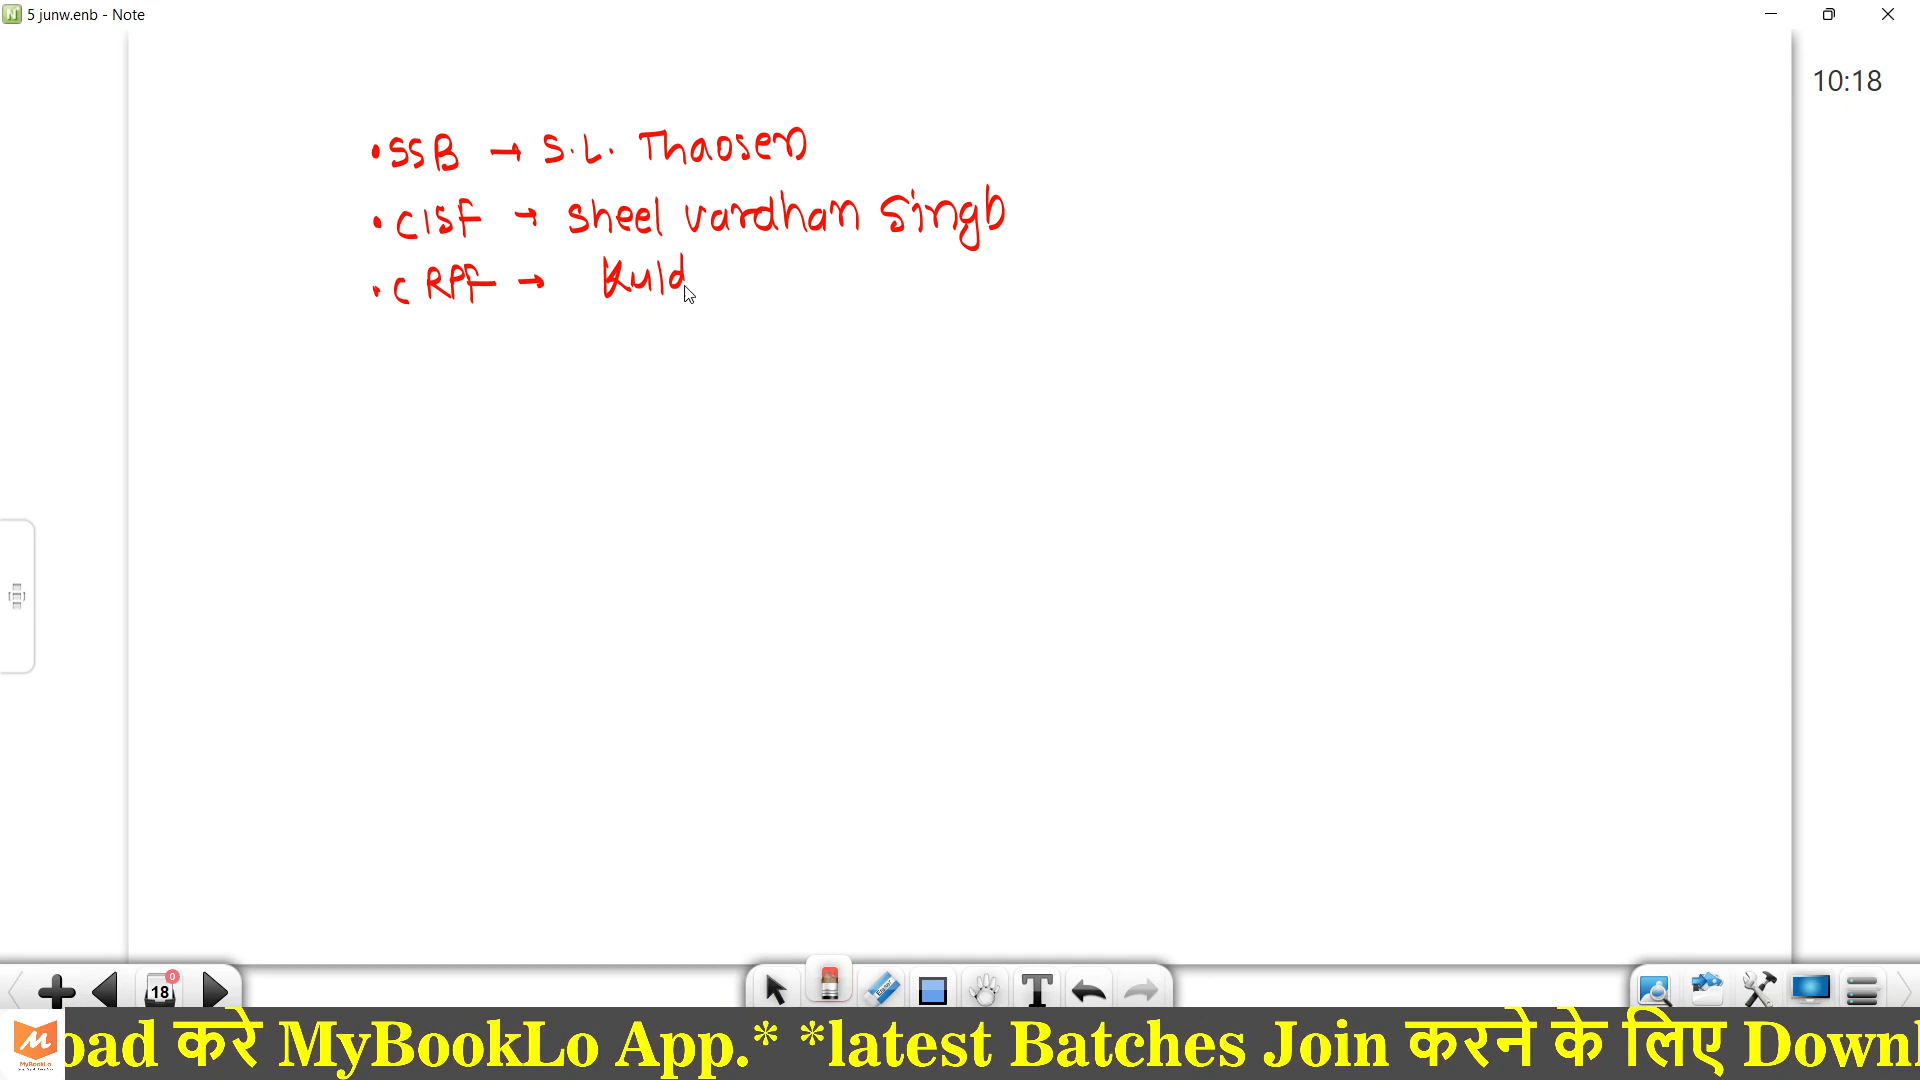 5 junw.enb - Note
10:18
•SSB → S.L. Thaosen
•CISF → Sheel vardhan Singh
•CRPF → Kuld
0
18
T
MyBookLo
oad करे MyBookLo App.* *latest Batches Join करने के लिए Downl